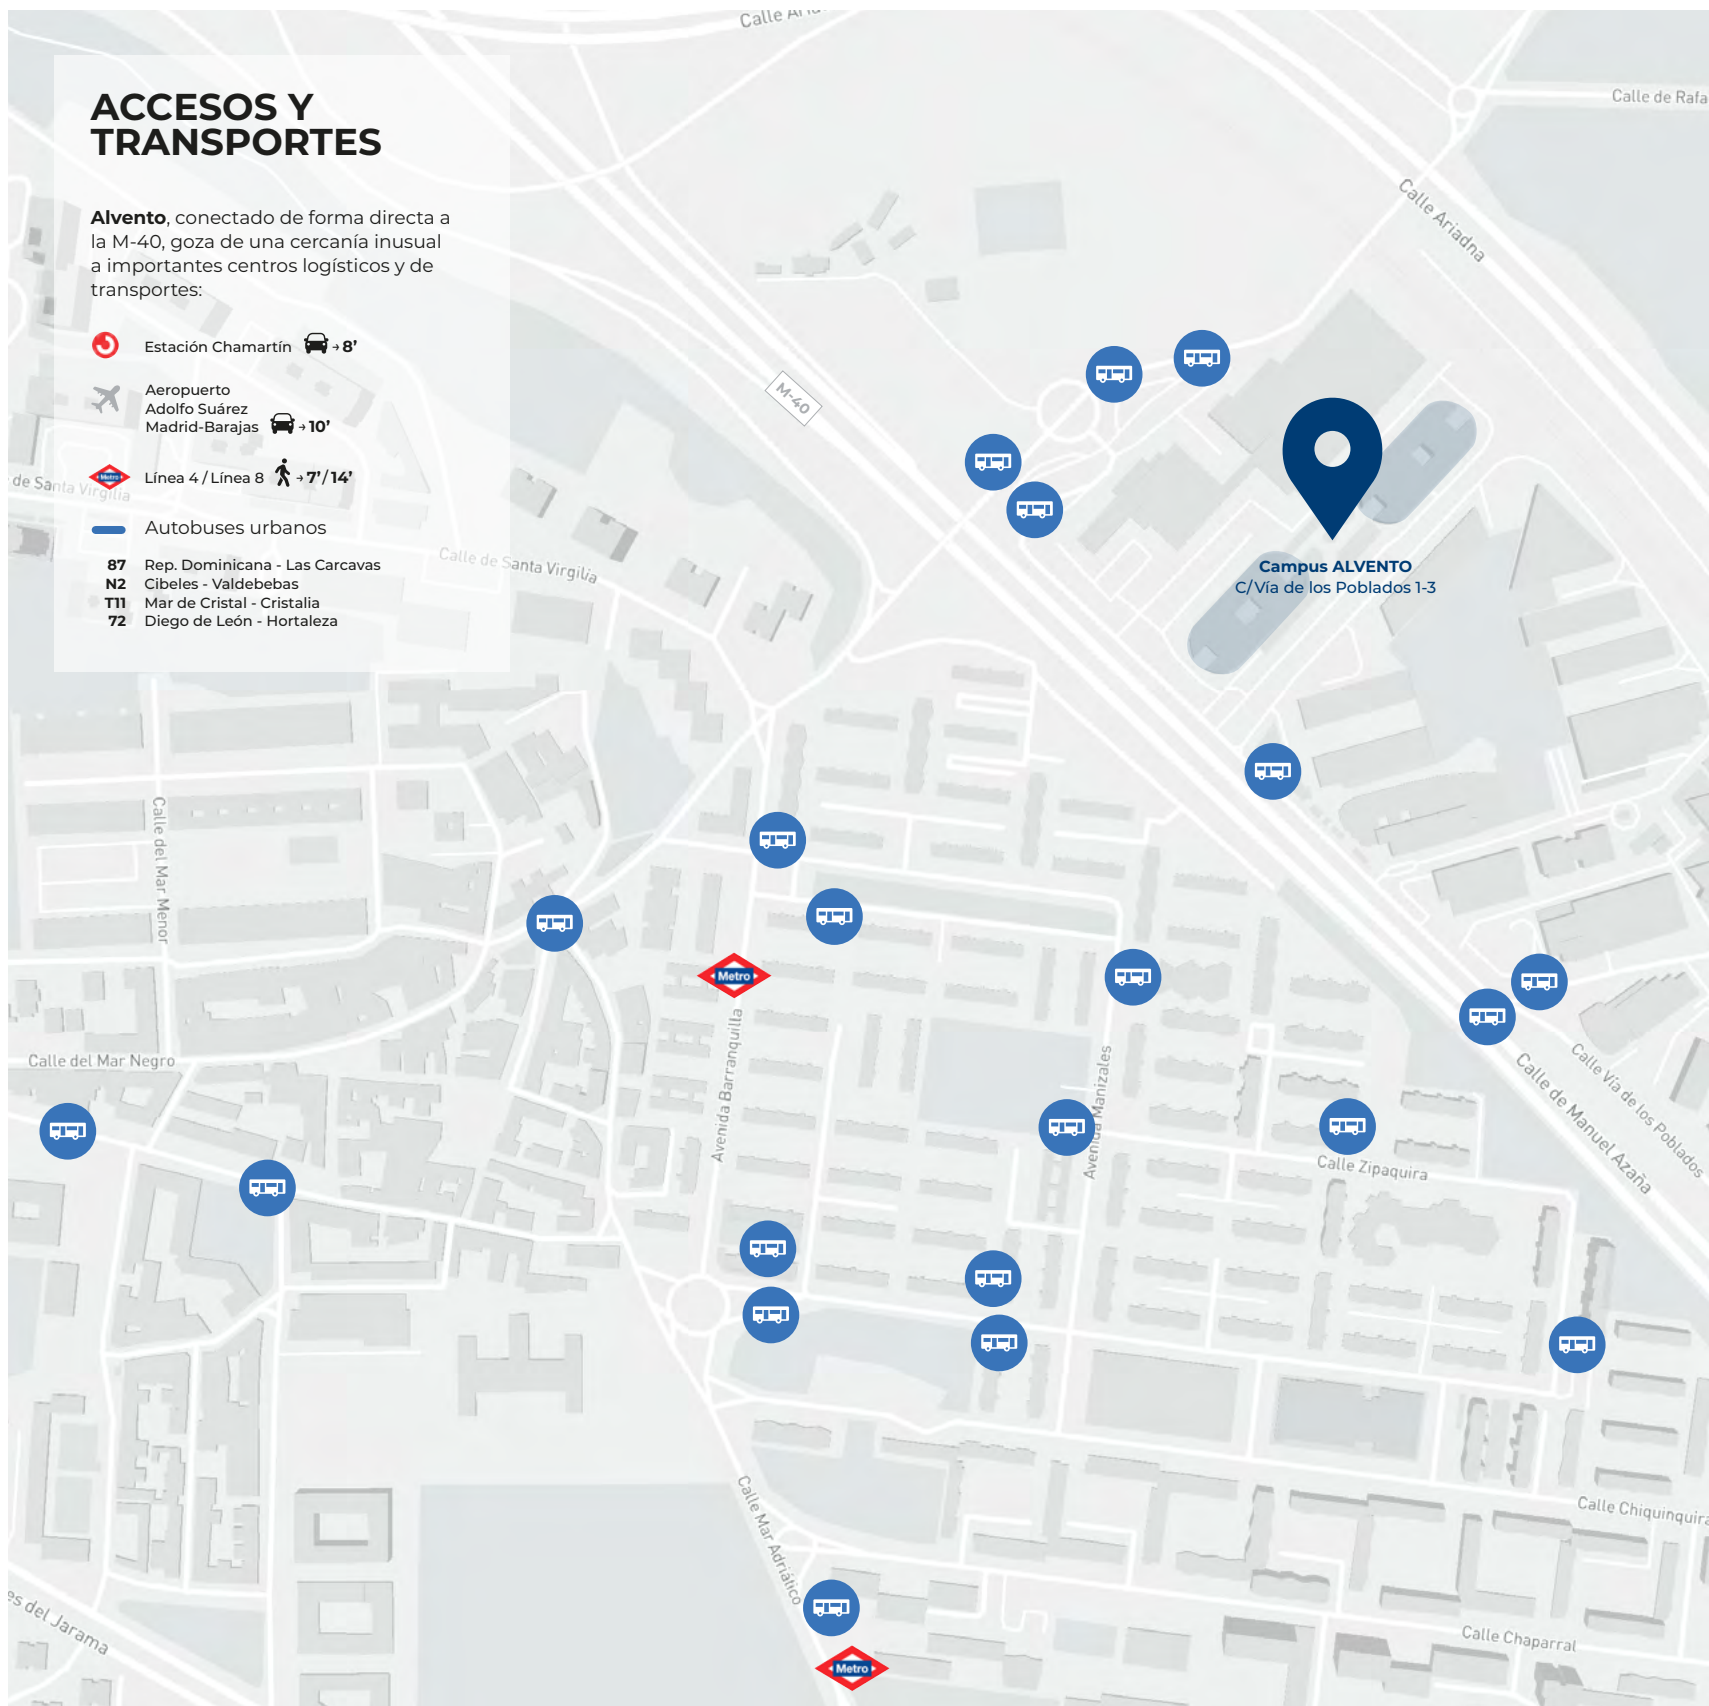 ACCESOS Y
TRANSPORTES
Alvento, conectado de forma directa a
la M-40, goza de una cercanía inusual
a importantes centros logísticos y de
transportes:
Estación Chamartín → 8’
Aeropuerto
Adolfo Suárez
Madrid-Barajas → 10’
Metro
Línea 4 / Línea 8 → 7’ / 14’
Autobuses urbanos
87 Rep. Dominicana - Las Carcavas
N2 Cibeles - Valdebebas
T11 Mar de Cristal - Cristalia
72 Diego de León - Hortaleza
Calle de Rafa
Calle Ariadna
M-40
de Santa Virgilia
Calle de Santa Virgilia
Campus ALVENTO
C/Vía de los Poblados 1-3
Calle del Mar Menor
Metro
Avenida Barranquilla
Calle del Mar Negro
Avenida Manizales
Calle Zipaquira
Calle de Manuel Azaña
Calle Vía de los Poblados
Calle Mar Adriático
Calle Chiquinquira
Calle Chaparral
es del Jarama
Metro